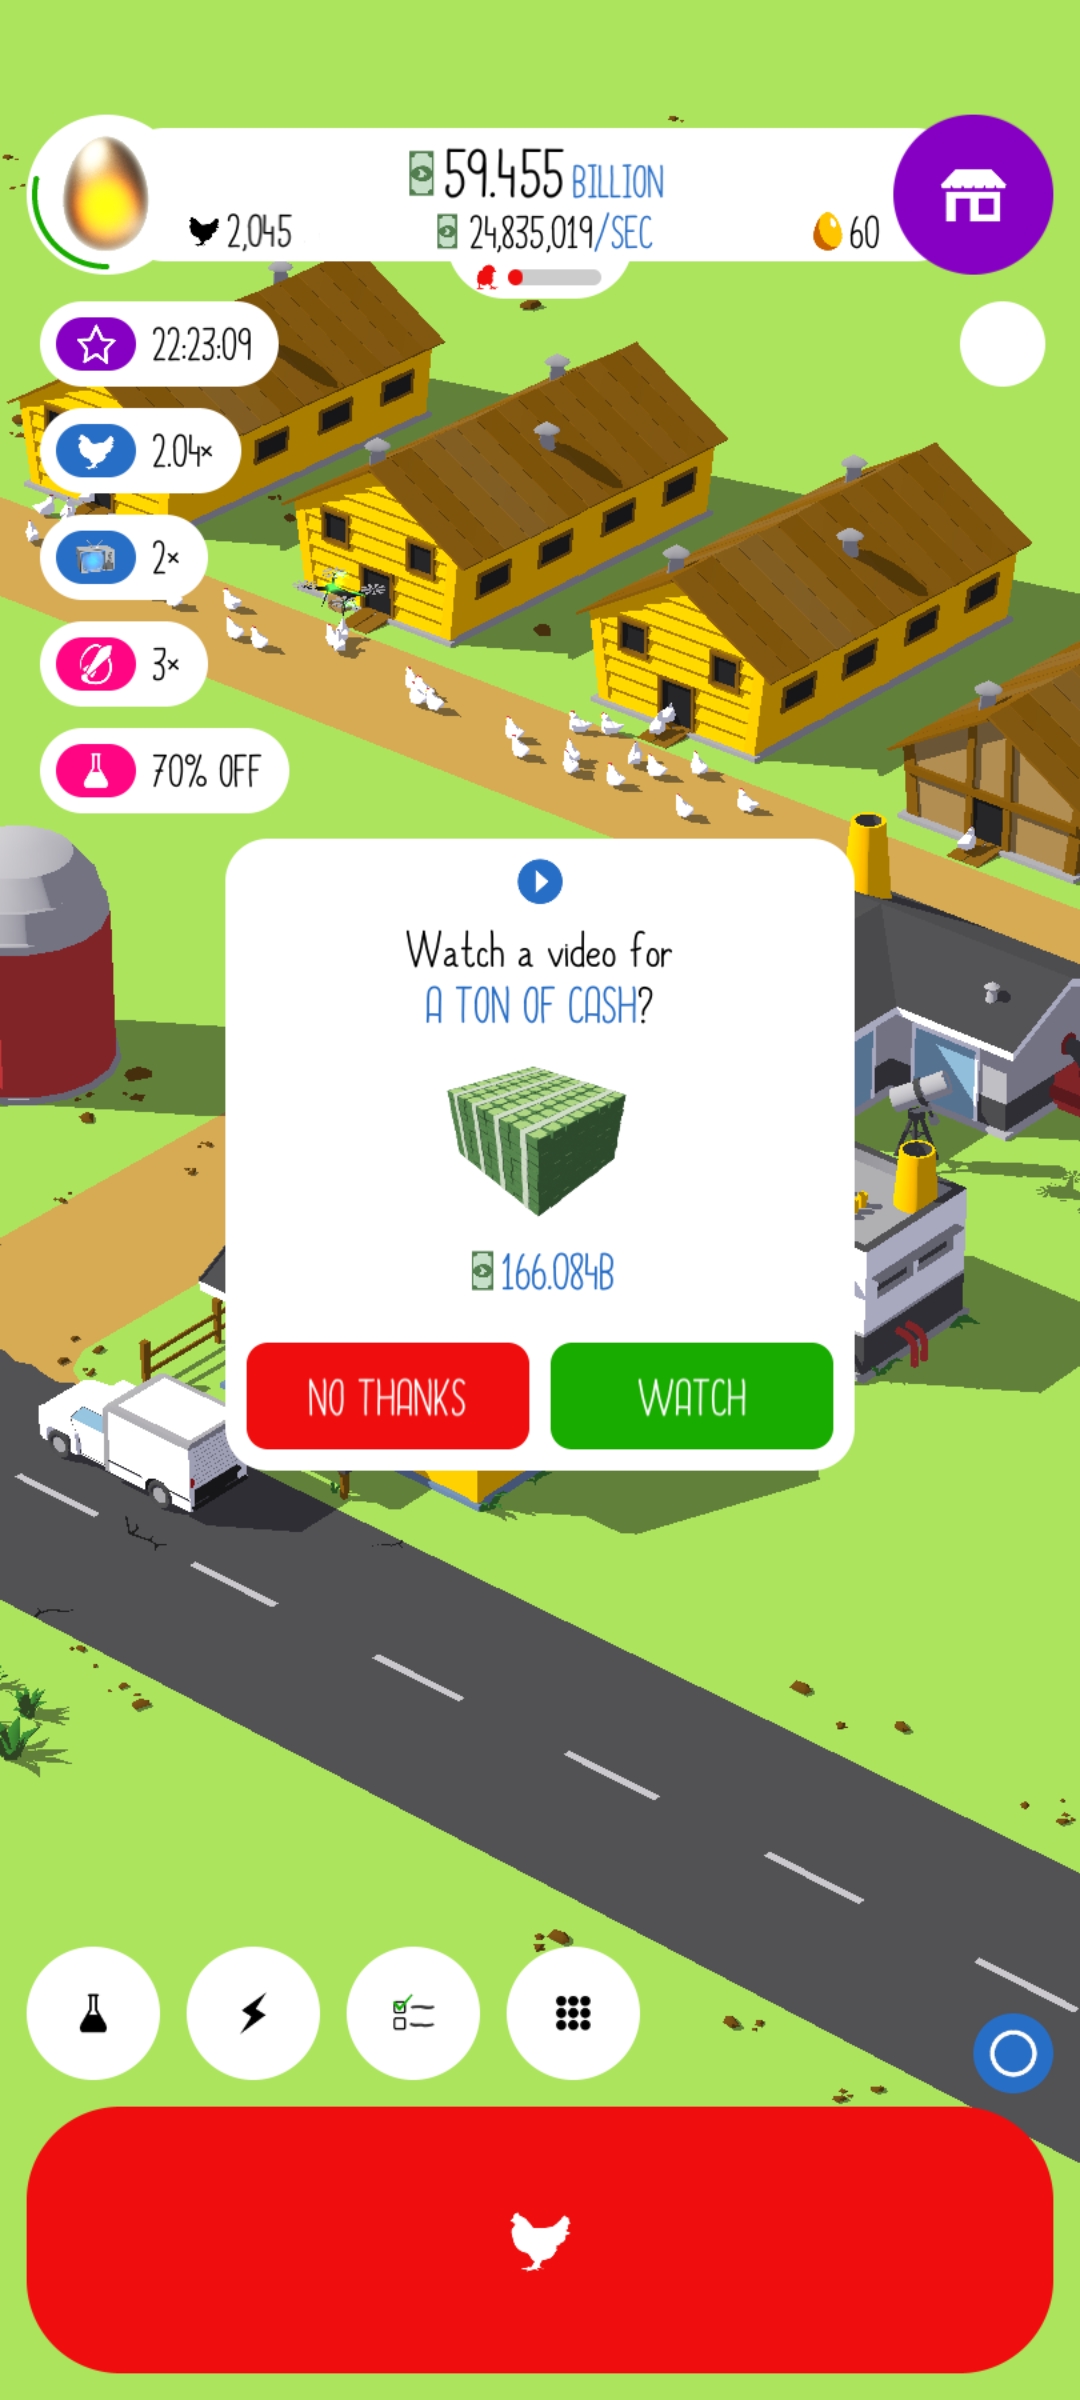 59.455 BILLION
2,045
24,835,019/SEC
60
22:23:09
2.04×
2×
3×
70% OFF
Watch a video for
A TON OF CASH?
166.084B
NO THANKS
WATCH